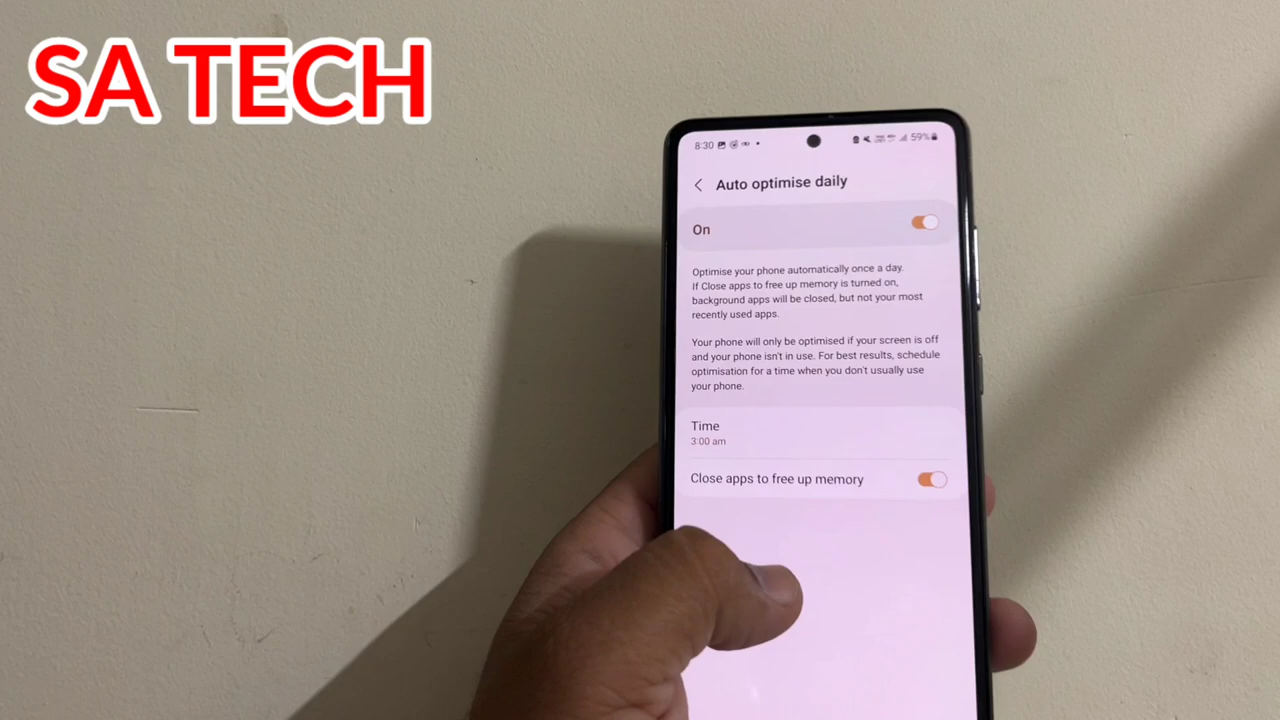 SA TECH
8:30
59%
Auto optimise daily
On
Optimise your phone automatically once a day.
If Close apps to free up memory is turned on,
background apps will be closed, but not your most
recently used apps.
Your phone will only be optimised if your screen is off
and your phone isn't in use. For best results, schedule
optimisation for a time when you don't usually use
your phone.
Time
3:00 am
Close apps to free up memory